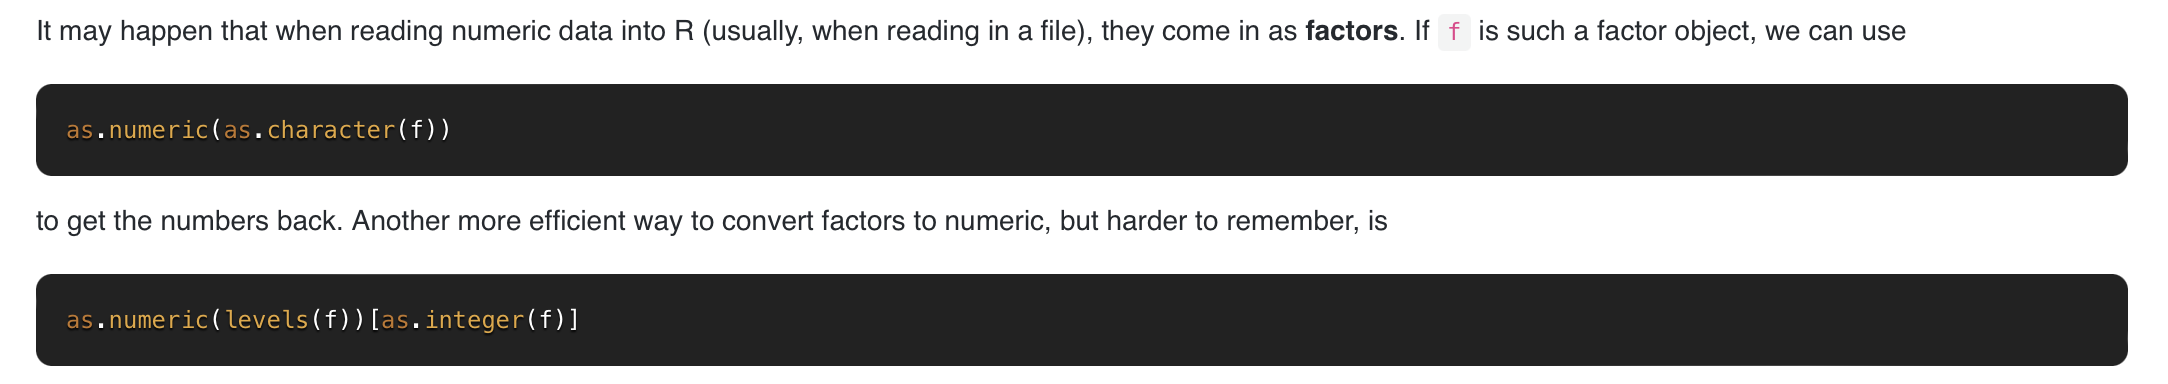 It may happen that when reading numeric data into R (usually, when reading in a file), they come in as factors. If f is such a factor object, we can use
as.numeric(as.character(f))
to get the numbers back. Another more efficient way to convert factors to numeric, but harder to remember, is
as.numeric(levels(f))[as.integer(f)]